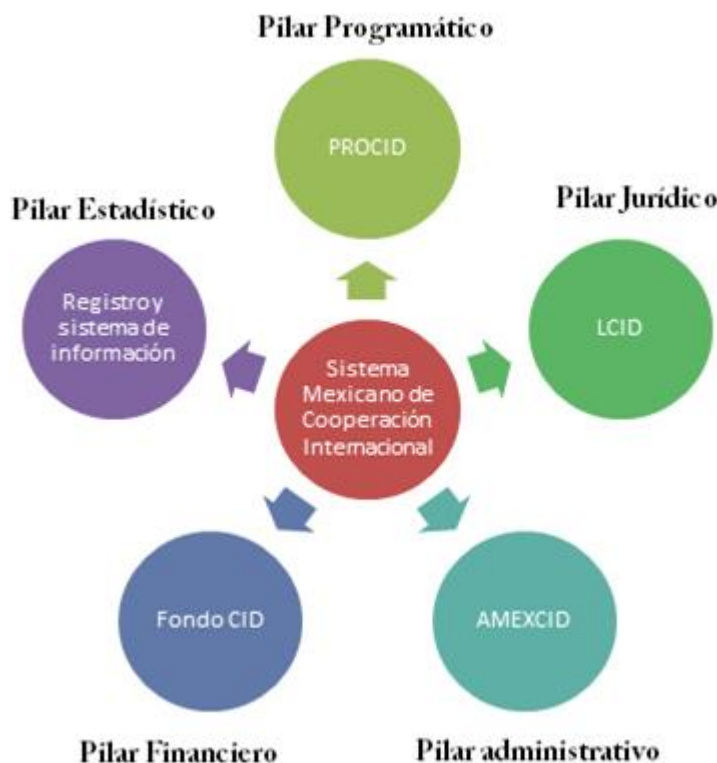 Pilar Programático
PROCID
Pilar Estadístico
Pilar Jurídico
Registro y
sistema de
información
LCID
Sistema
Mexicano de
Cooperación
Internacional
Fondo CID
AMEXCID
Pilar Financiero
Pilar administrativo